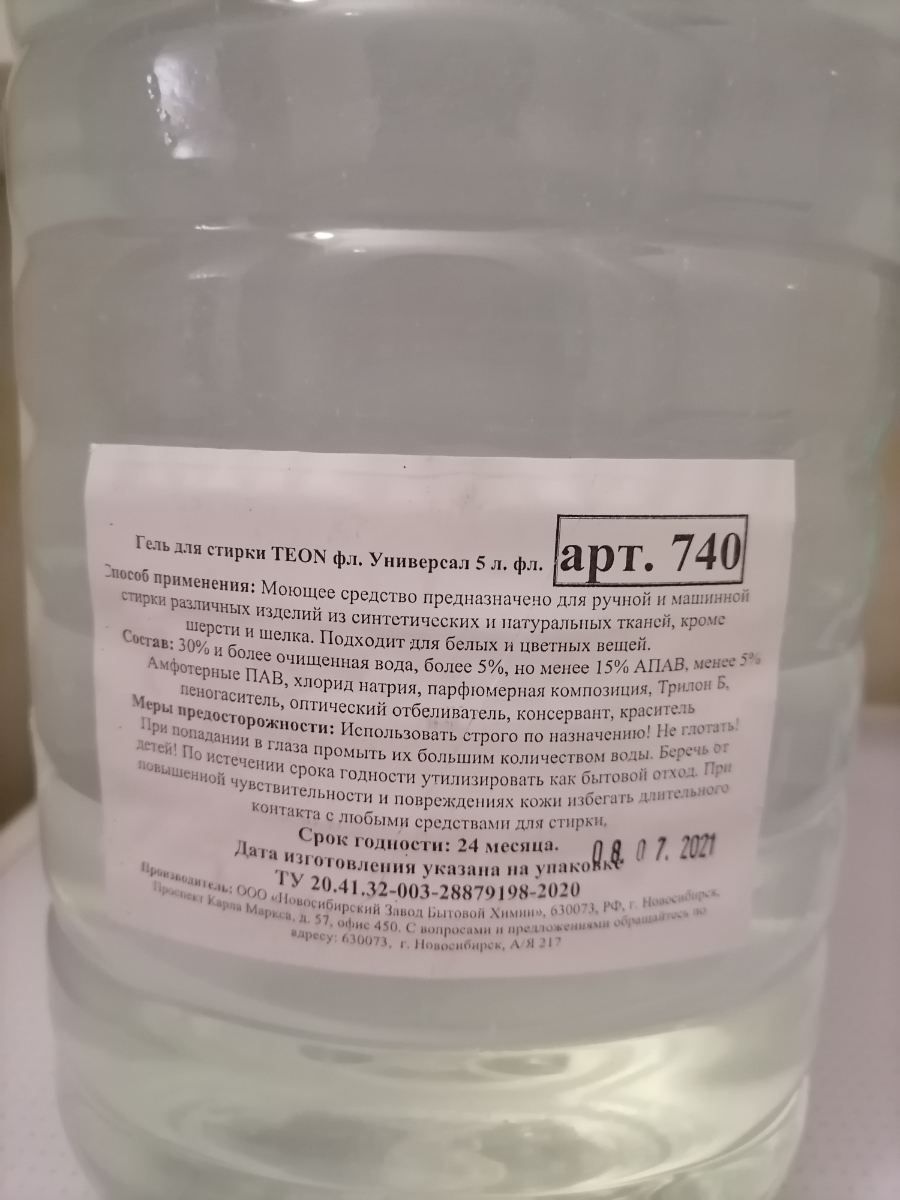 Гель для стирки TEON фл. Универсал 5 л. фл.
арт. 740
Способ применения: Моющее средство предназначено для ручной и машинной
стирки различных изделий из синтетических и натуральных тканей, кроме
шерсти и шелка. Подходит для белых и цветных вещей.
Состав: 30% и более очищенная вода, более 5%, но менее 15% АПАВ, менее 5%
Амфотерные ПАВ, хлорид натрия, парфюмерная композиция, Трилон Б,
пеногаситель, оптический отбеливатель, консервант, краситель
Меры предосторожности: Использовать строго по назначению! Не глотать!
При попадании в глаза промыть их большим количеством воды. Беречь от
детей! По истечении срока годности утилизировать как бытовой отход. При
повышенной чувствительности и повреждениях кожи избегать длительного
контакта с любыми средствами для стирки,
Срок годности: 24 месяца.
Дата изготовления указана на упаковке
08. 07. 2021
ТУ 20.41.32-003-28879198-2020
Производитель: ООО «Новосибирский Завод Бытовой Химии», 630073, РФ, г. Новосибирск,
Проспект Карла Маркса, д. 57, офис 450. С вопросами и предложениями обращайтесь по
адресу: 630073, г. Новосибирск, А/Я 217